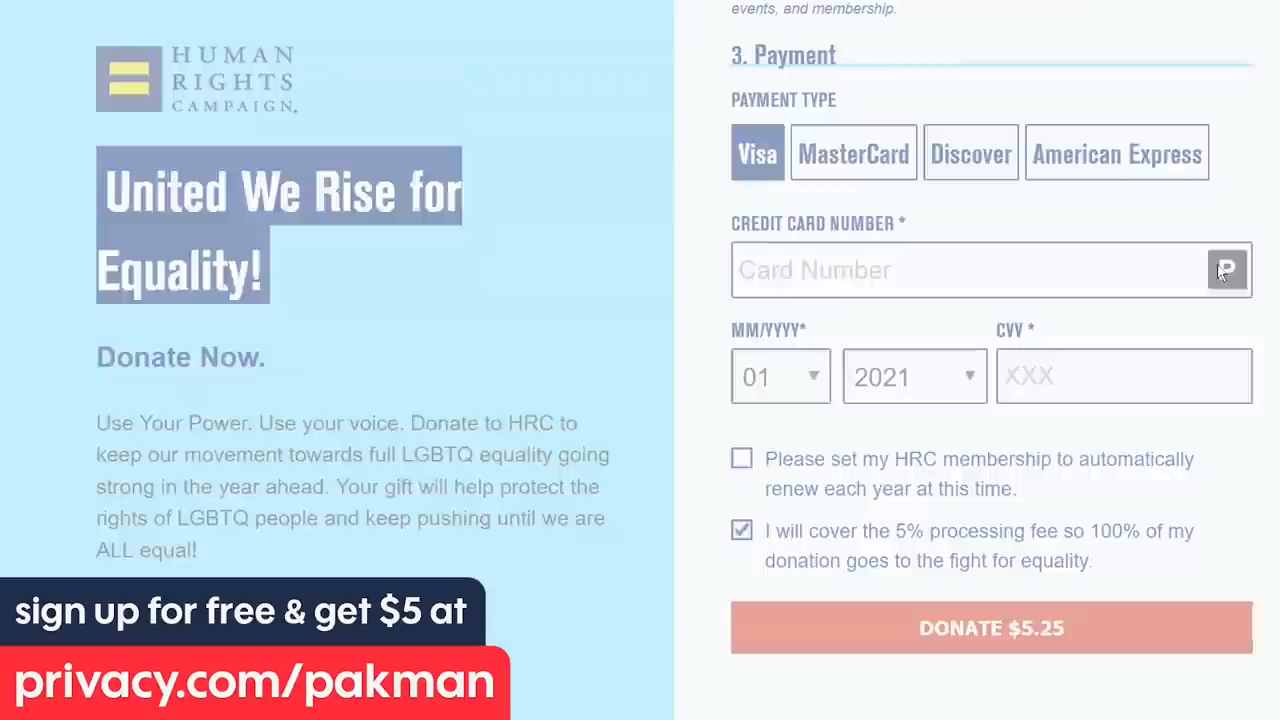 HUMAN
RIGHTS
CAMPAIGN.
United We Rise for
Equality!
Donate Now.
Use Your Power. Use your voice. Donate to HRC to
keep our movement towards full LGBTQ equality going
strong in the year ahead. Your gift will help protect the
rights of LGBTQ people and keep pushing until we are
ALL equal!
sign up for free & get $5 at
privacy.com/pakman
events, and membership.
3. Payment
PAYMENT TYPE
Visa MasterCard Discover American Express
CREDIT CARD NUMBER *
Card Number P
MM/YYYY* CVV *
01 2021 XXX
Please set my HRC membership to automatically
renew each year at this time.
I will cover the 5% processing fee so 100% of my
donation goes to the fight for equality.
DONATE $5.25